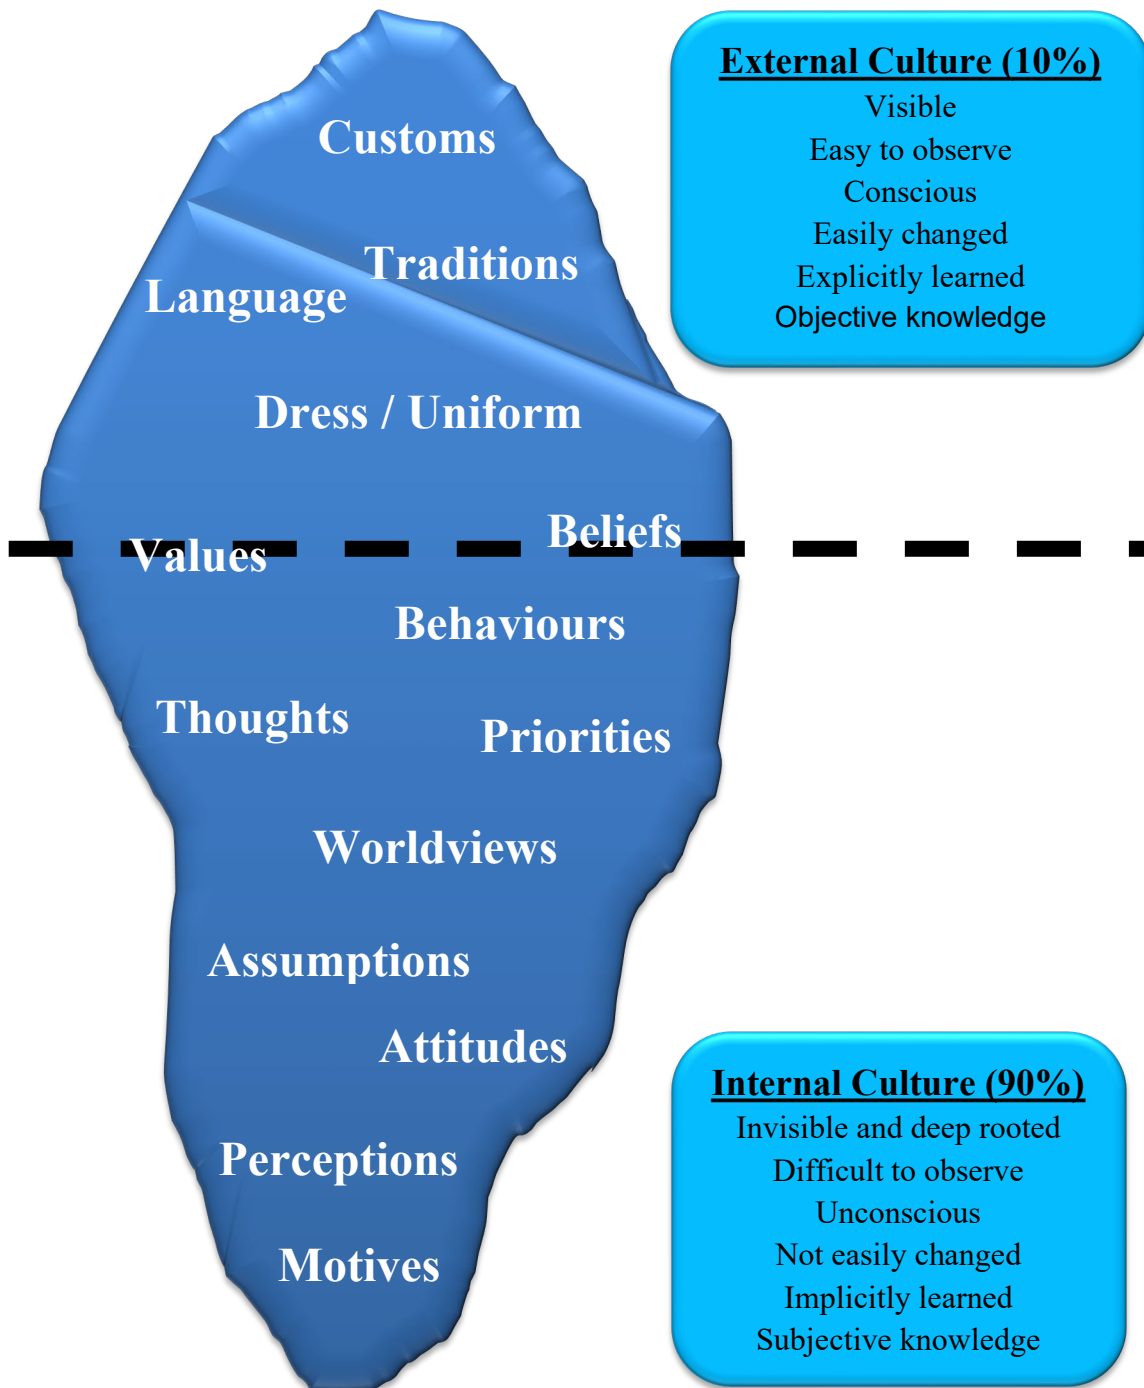 External Culture (10%)
Visible
Easy to observe
Conscious
Easily changed
Explicitly learned
Objective knowledge
Customs
Traditions
Language
Dress / Uniform
Beliefs
Values
Behaviours
Thoughts
Priorities
Worldviews
Assumptions
Attitudes
Perceptions
Motives
Internal Culture (90%)
Invisible and deep rooted
Difficult to observe
Unconscious
Not easily changed
Implicitly learned
Subjective knowledge